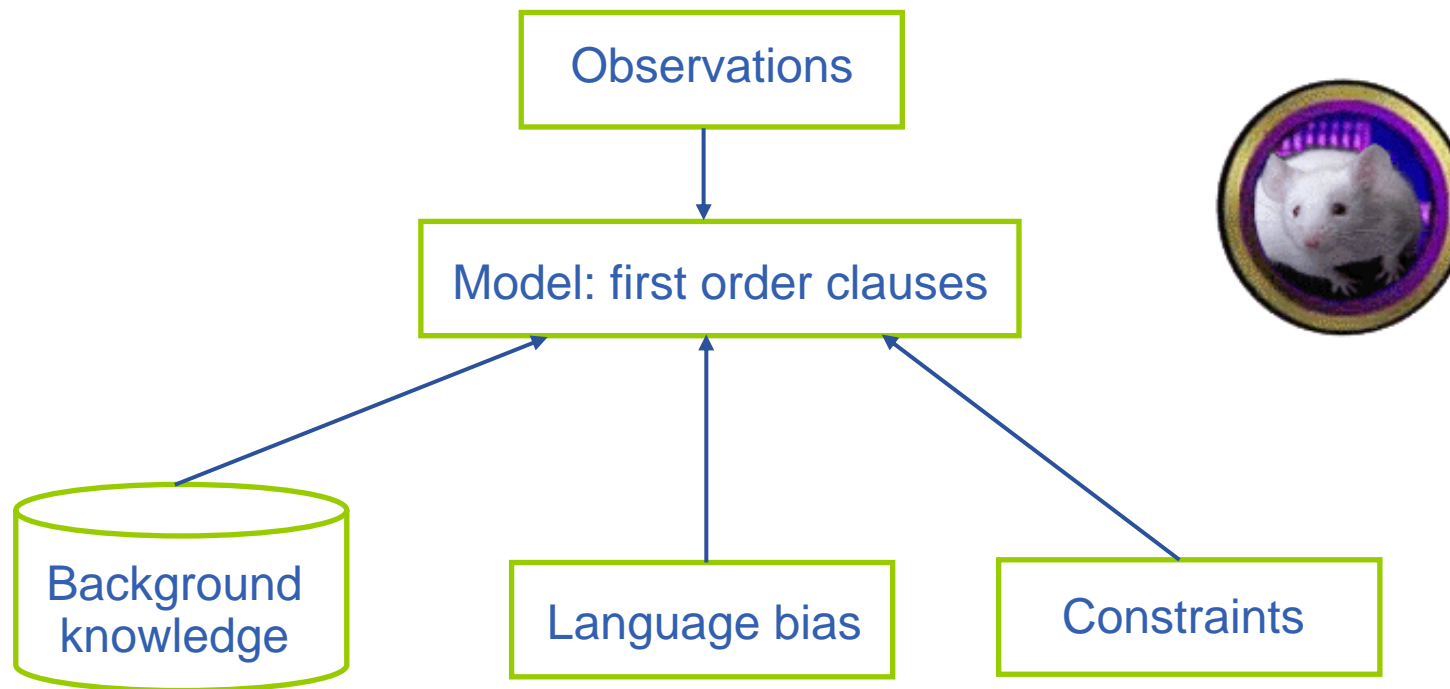 Observations
Model: first order clauses
Background
knowledge
Language bias
Constraints